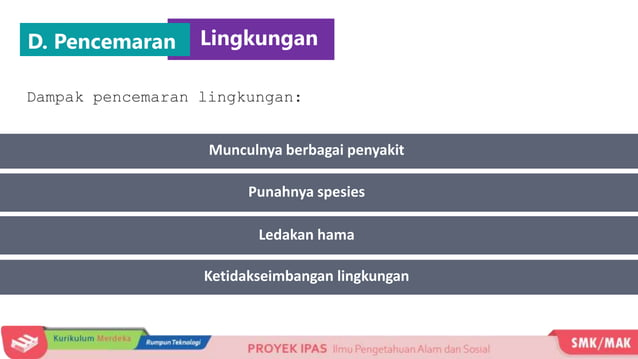 D. Pencemaran Lingkungan
Dampak pencemaran lingkungan:
Munculnya berbagai penyakit
Punahnya spesies
Ledakan hama
Ketidakseimbangan lingkungan
Kurikulum Merdeka Rumpun Teknologi
PROYEK IPAS Ilmu Pengetahuan Alam dan Sosial
SMK/MAK